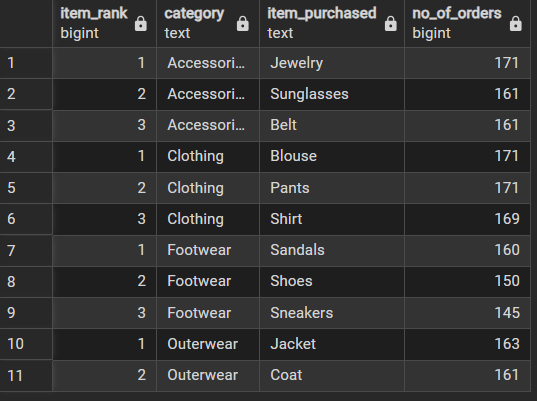 item_rank category item_purchased no_of_orders
bigint text text bigint
1 1 Accessori... Jewelry 171
2 2 Accessori... Sunglasses 161
3 3 Accessori... Belt 161
4 1 Clothing Blouse 171
5 2 Clothing Pants 171
6 3 Clothing Shirt 169
7 1 Footwear Sandals 160
8 2 Footwear Shoes 150
9 3 Footwear Sneakers 145
10 1 Outerwear Jacket 163
11 2 Outerwear Coat 161